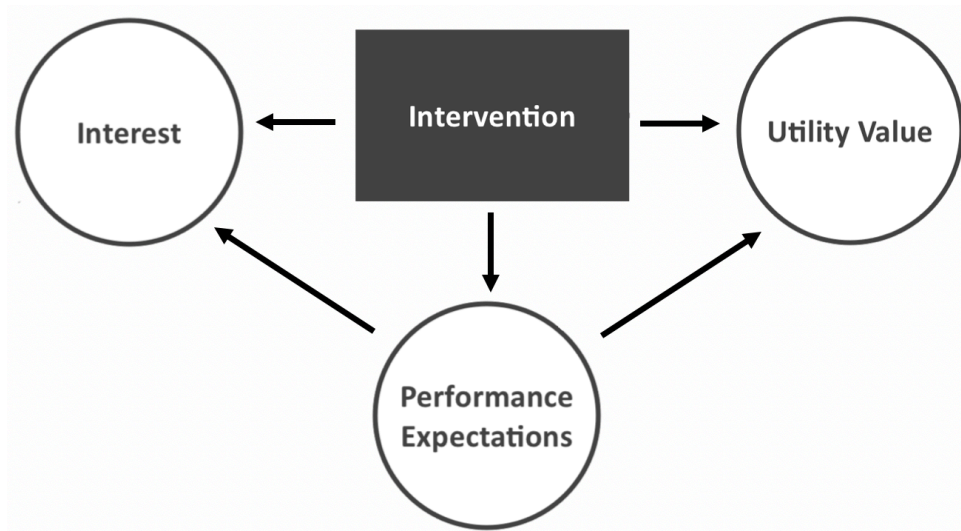 Interest
Intervention
Utility Value
Performance
Expectations